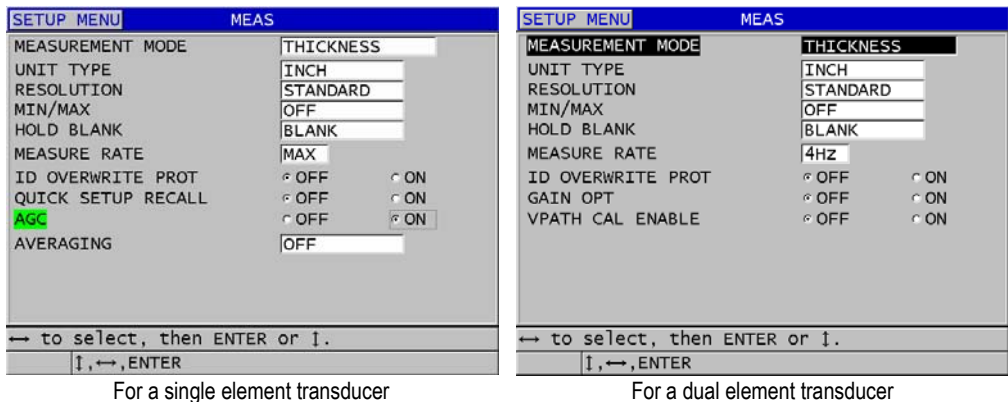 SETUP MENU MEAS
MEASUREMENT MODE THICKNESS
UNIT TYPE INCH
RESOLUTION STANDARD
MIN/MAX OFF
HOLD BLANK BLANK
MEASURE RATE MAX
ID OVERWRITE PROT OFF ON
QUICK SETUP RECALL OFF ON
AGC OFF ON
AVERAGING OFF
↔ to select, then ENTER or ↕.
↕,↔,ENTER
For a single element transducer
SETUP MENU MEAS
MEASUREMENT MODE THICKNESS
UNIT TYPE INCH
RESOLUTION STANDARD
MIN/MAX OFF
HOLD BLANK BLANK
MEASURE RATE 4Hz
ID OVERWRITE PROT OFF ON
GAIN OPT OFF ON
VPATH CAL ENABLE OFF ON
↔ to select, then ENTER or ↕.
↕,↔,ENTER
For a dual element transducer